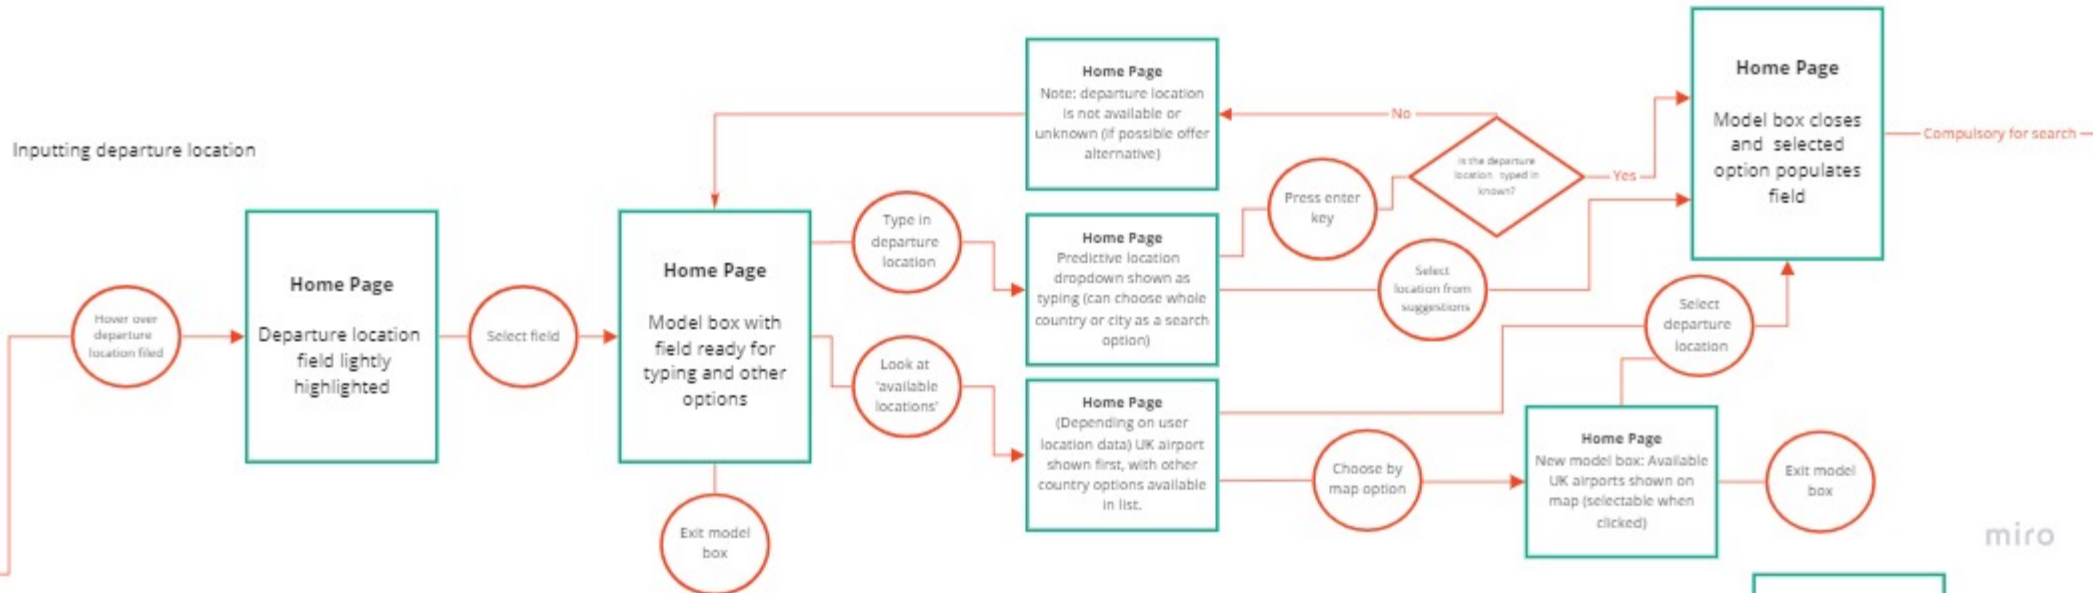 Inputting departure location
Hover over
departure
location filed
Home Page
Departure location
field lightly
highlighted
Select field
Home Page
Model box with
field ready for
typing and other
options
Exit model
box
Type in
departure
location
Look at
'available
locations'
Home Page
Note: departure location
is not available or
unknown (if possible offer
alternative)
Home Page
Predictive location
dropdown shown as
typing (can choose whole
country or city as a search
option)
Home Page
(Depending on user
location data) UK airport
shown first, with other
country options available
in list.
Press enter
key
No
Is the departure
location typed in
known?
Yes
Select
location from
suggestions
Choose by
map option
Home Page
New model box: Available
UK airports shown on
map (selectable when
clicked)
Select
departure
location
Exit model
box
Home Page
Model box closes
and selected
option populates
field
Compulsory for search
miro